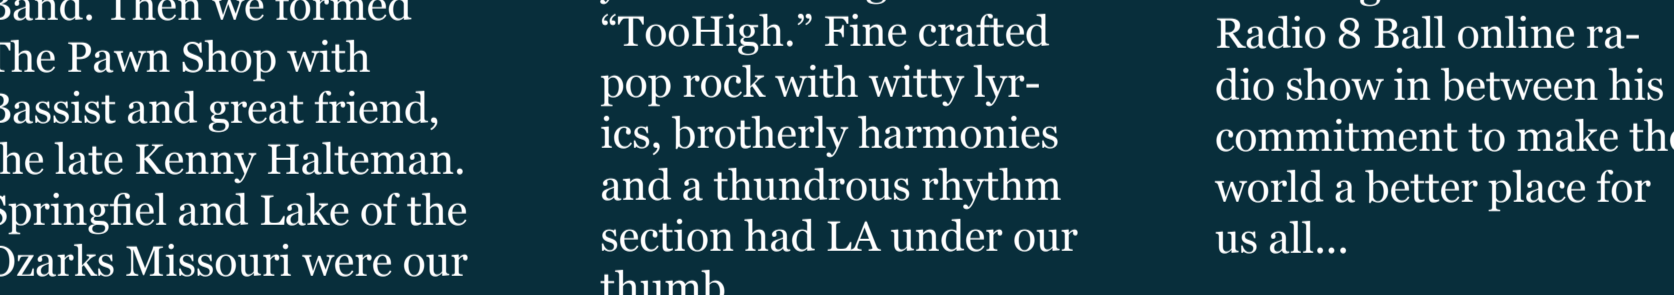 Band. Then we formed
The Pawn Shop with
Bassist and great friend,
the late Kenny Halteman.
Springfiel and Lake of the
Ozarks Missouri were our
“TooHigh.” Fine crafted
pop rock with witty lyr-
ics, brotherly harmonies
and a thundrous rhythm
section had LA under our
thumb
Radio 8 Ball online ra-
dio show in between his
commitment to make the
world a better place for
us all...